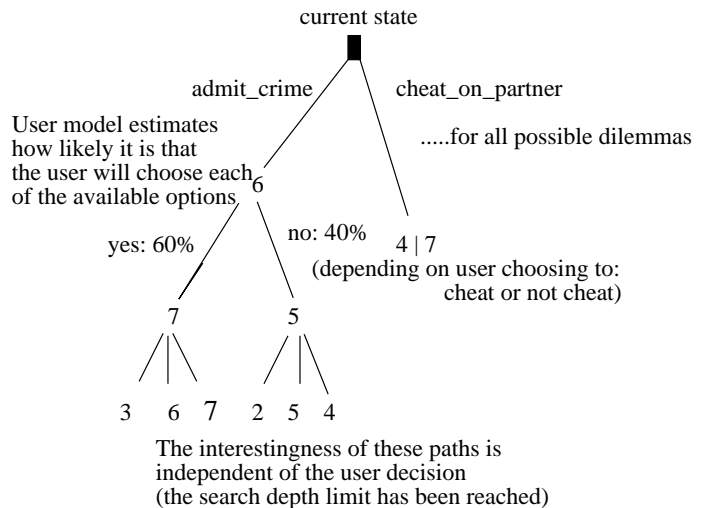 current state
admit_crime
cheat_on_partner
User model estimates
how likely it is that
the user will choose each
of the available options
.....for all possible dilemmas
6
yes: 60%
no: 40%
4 | 7
(depending on user choosing to:
cheat or not cheat)
7
5
3 6 7 2 5 4
The interestingness of these paths is
independent of the user decision
(the search depth limit has been reached)